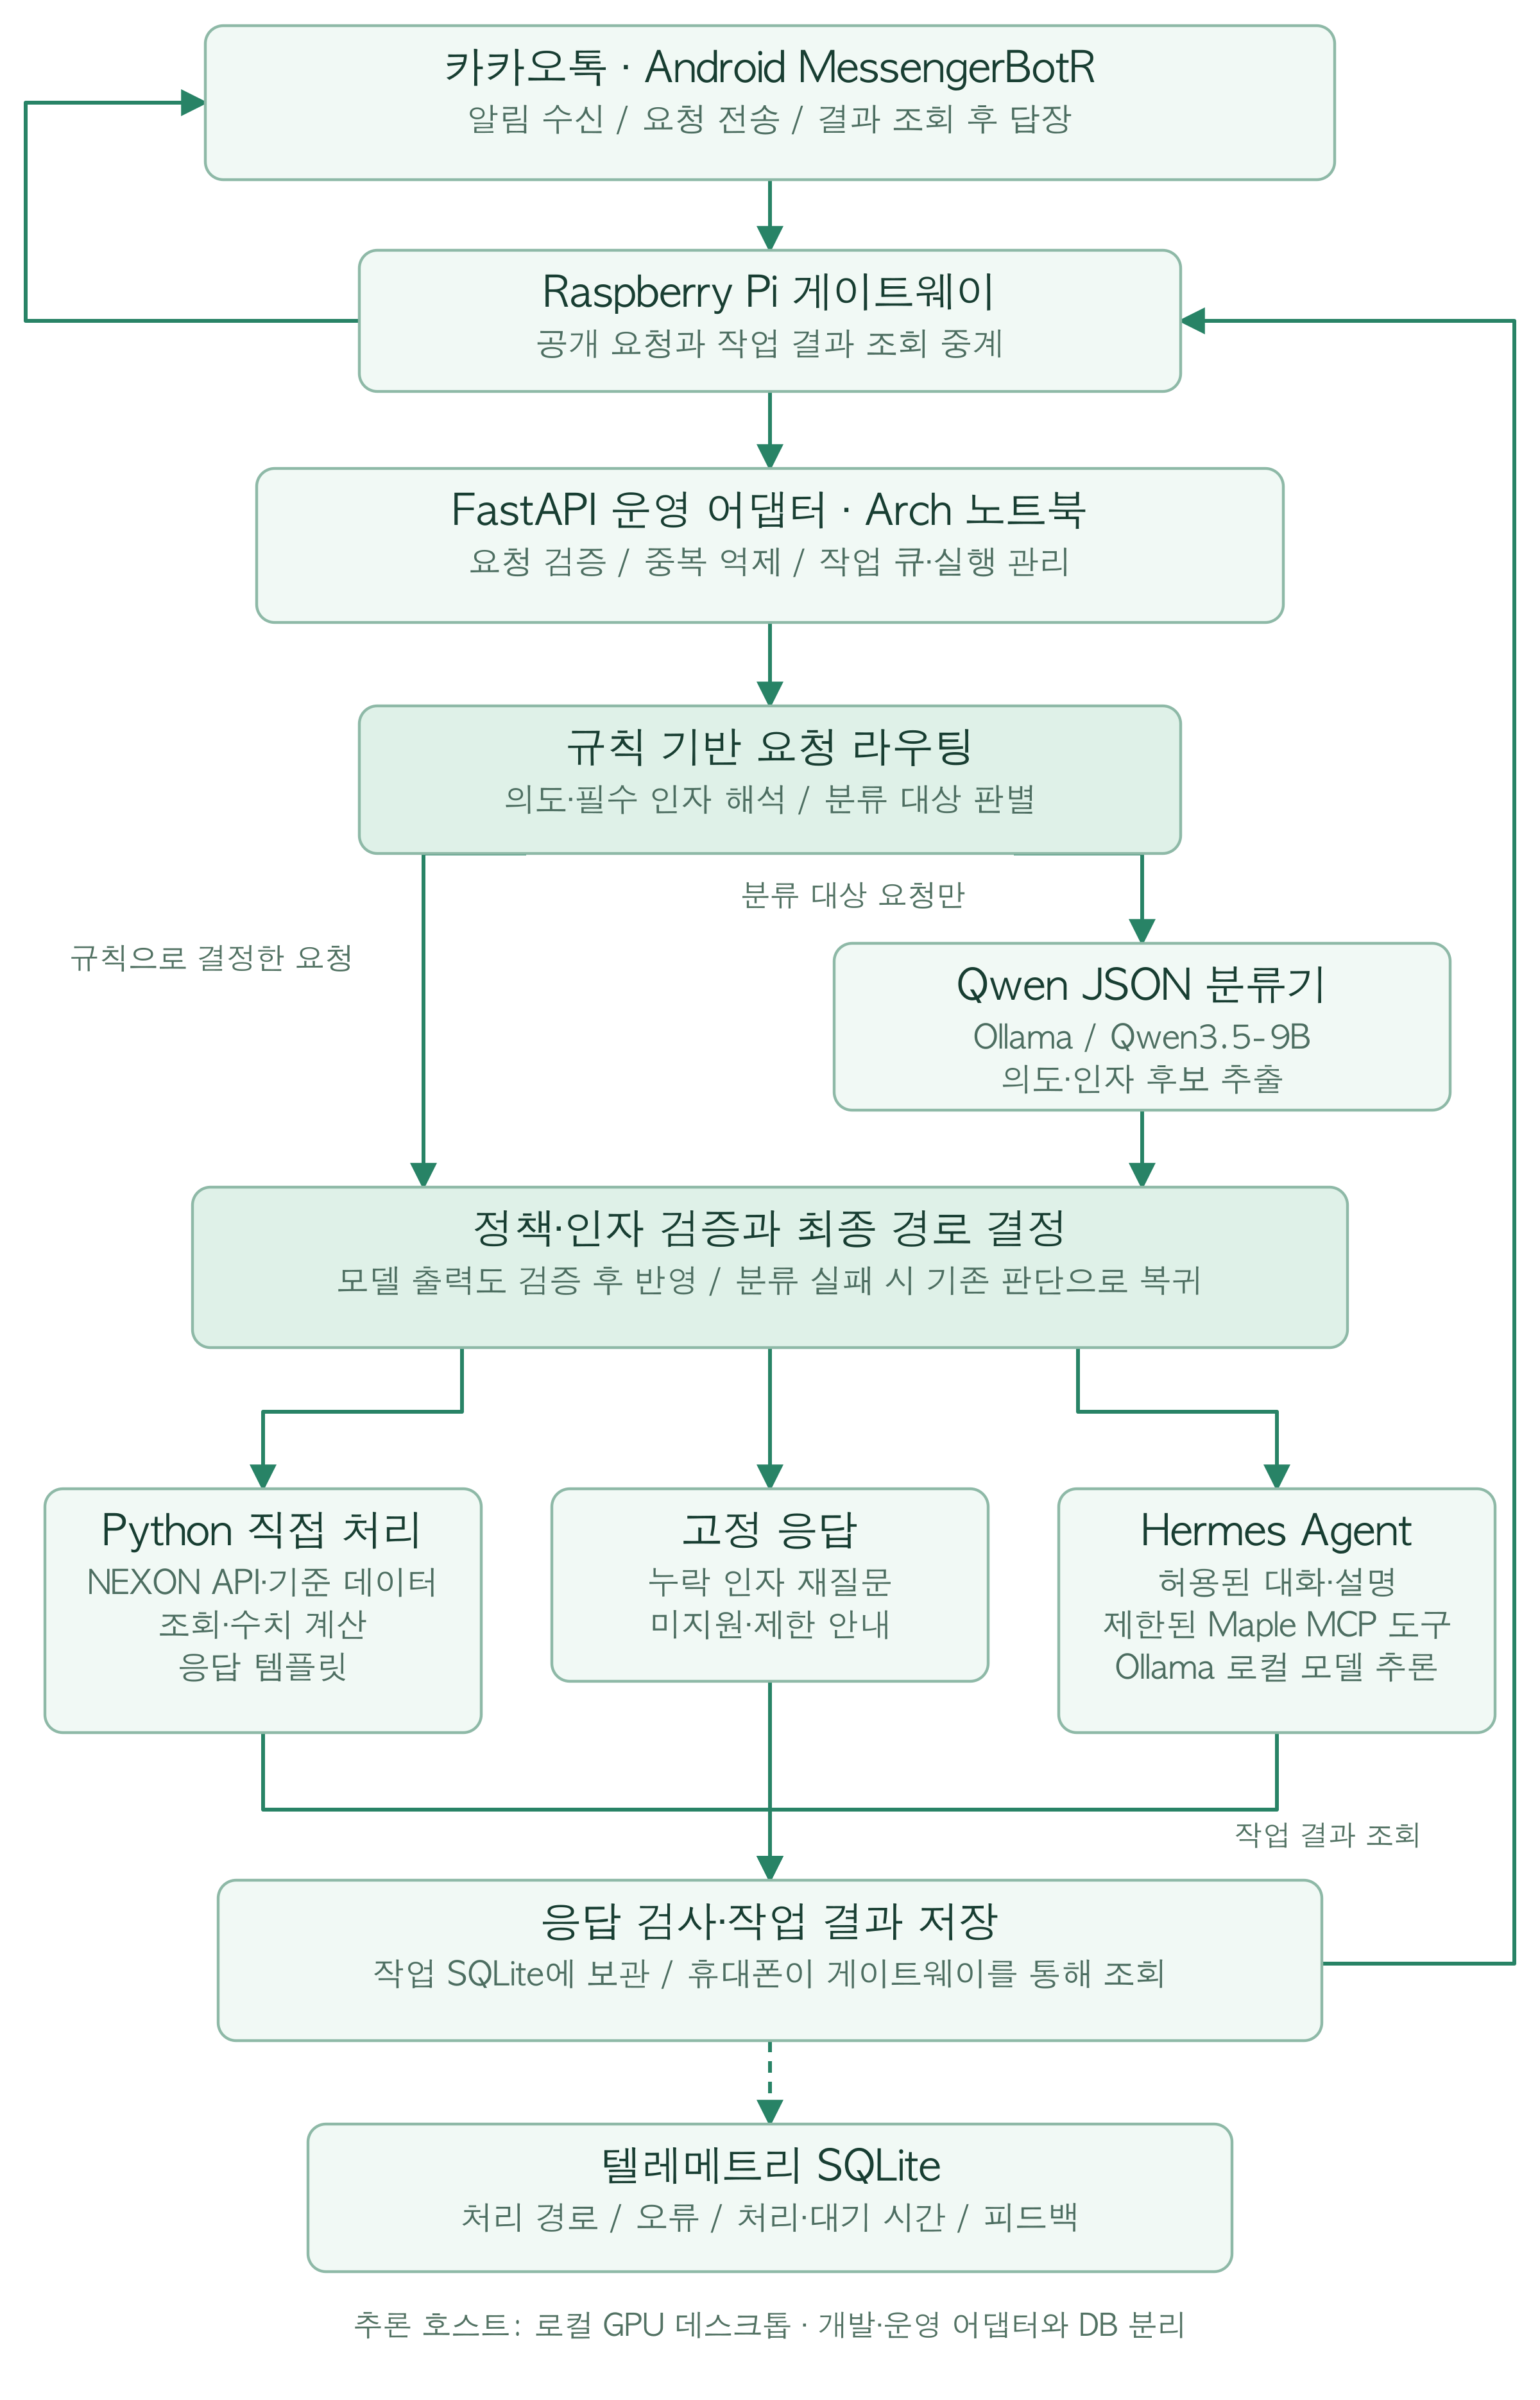 카카오톡 · Android MessengerBotR
알림 수신 / 요청 전송 / 결과 조회 후 답장
Raspberry Pi 게이트웨이
공개 요청과 작업 결과 조회 중계
FastAPI 운영 어댑터 · Arch 노트북
요청 검증 / 중복 억제 / 작업 큐·실행 관리
규칙 기반 요청 라우팅
의도·필수 인자 해석 / 분류 대상 판별
분류 대상 요청만
규칙으로 결정한 요청
Qwen JSON 분류기
Ollama / Qwen3.5-9B
의도·인자 후보 추출
정책·인자 검증과 최종 경로 결정
모델 출력도 검증 후 반영 / 분류 실패 시 기존 판단으로 복귀
Python 직접 처리
NEXON API·기준 데이터
조회·수치 계산
응답 템플릿
고정 응답
누락 인자 재질문
미지원·제한 안내
Hermes Agent
허용된 대화·설명
제한된 Maple MCP 도구
Ollama 로컬 모델 추론
작업 결과 조회
응답 검사·작업 결과 저장
작업 SQLite에 보관 / 휴대폰이 게이트웨이를 통해 조회
텔레메트리 SQLite
처리 경로 / 오류 / 처리·대기 시간 / 피드백
추론 호스트: 로컬 GPU 데스크톱 · 개발·운영 어댑터와 DB 분리